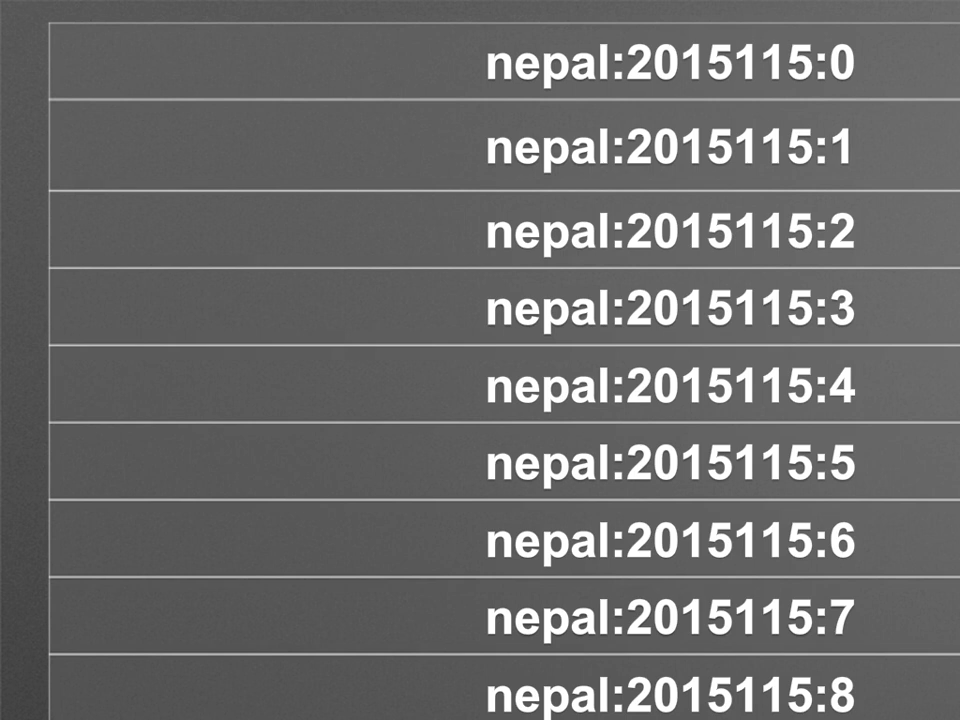 nepal:2015115:0
nepal:2015115:1
nepal:2015115:2
nepal:2015115:3
nepal:2015115:4
nepal:2015115:5
nepal:2015115:6
nepal:2015115:7
nepal:2015115:8